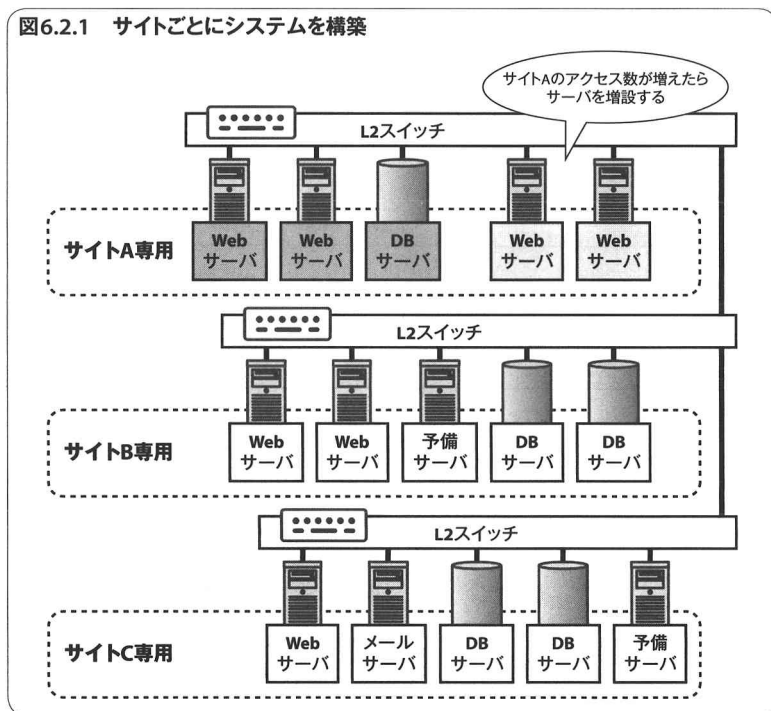 図6.2.1 サイトごとにシステムを構築
サイトAのアクセス数が増えたら
サーバを増設する
L2スイッチ
サイトA専用
Web
サーバ
Web
サーバ
DB
サーバ
Web
サーバ
Web
サーバ
L2スイッチ
サイトB専用
Web
サーバ
Web
サーバ
予備
サーバ
DB
サーバ
DB
サーバ
L2スイッチ
サイトC専用
Web
サーバ
メール
サーバ
DB
サーバ
DB
サーバ
予備
サーバ